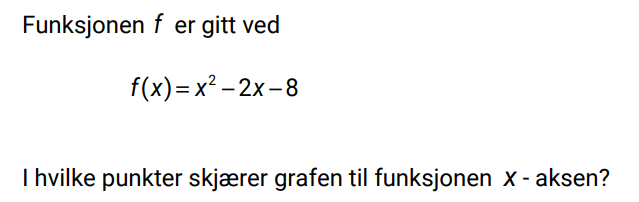 Funksjonen f er gitt ved
f(x) = x² − 2x − 8
I hvilke punkter skjærer grafen til funksjonen x - aksen?